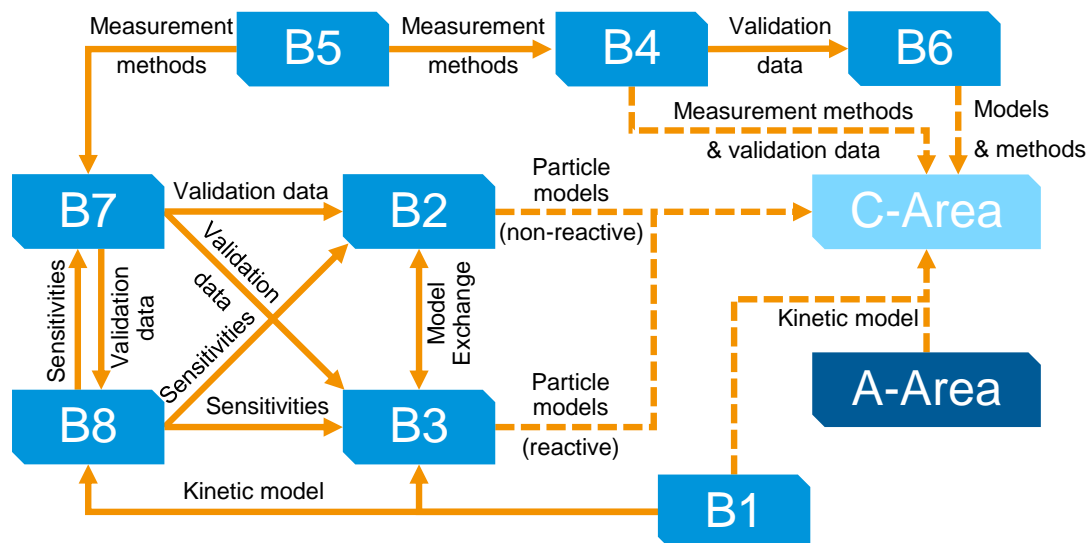 Measurement
methods
B5
Measurement
methods
B4
Validation
data
B6
Measurement methods
& validation data
Models
& methods
B7
Validation data
B2
Particle
models
(non-reactive)
C-Area
Validation
data
Sensitivities
Validation
data
Sensitivities
Model
Exchange
Kinetic model
A-Area
B8
Sensitivities
B3
Particle
models
(reactive)
Kinetic model
B1